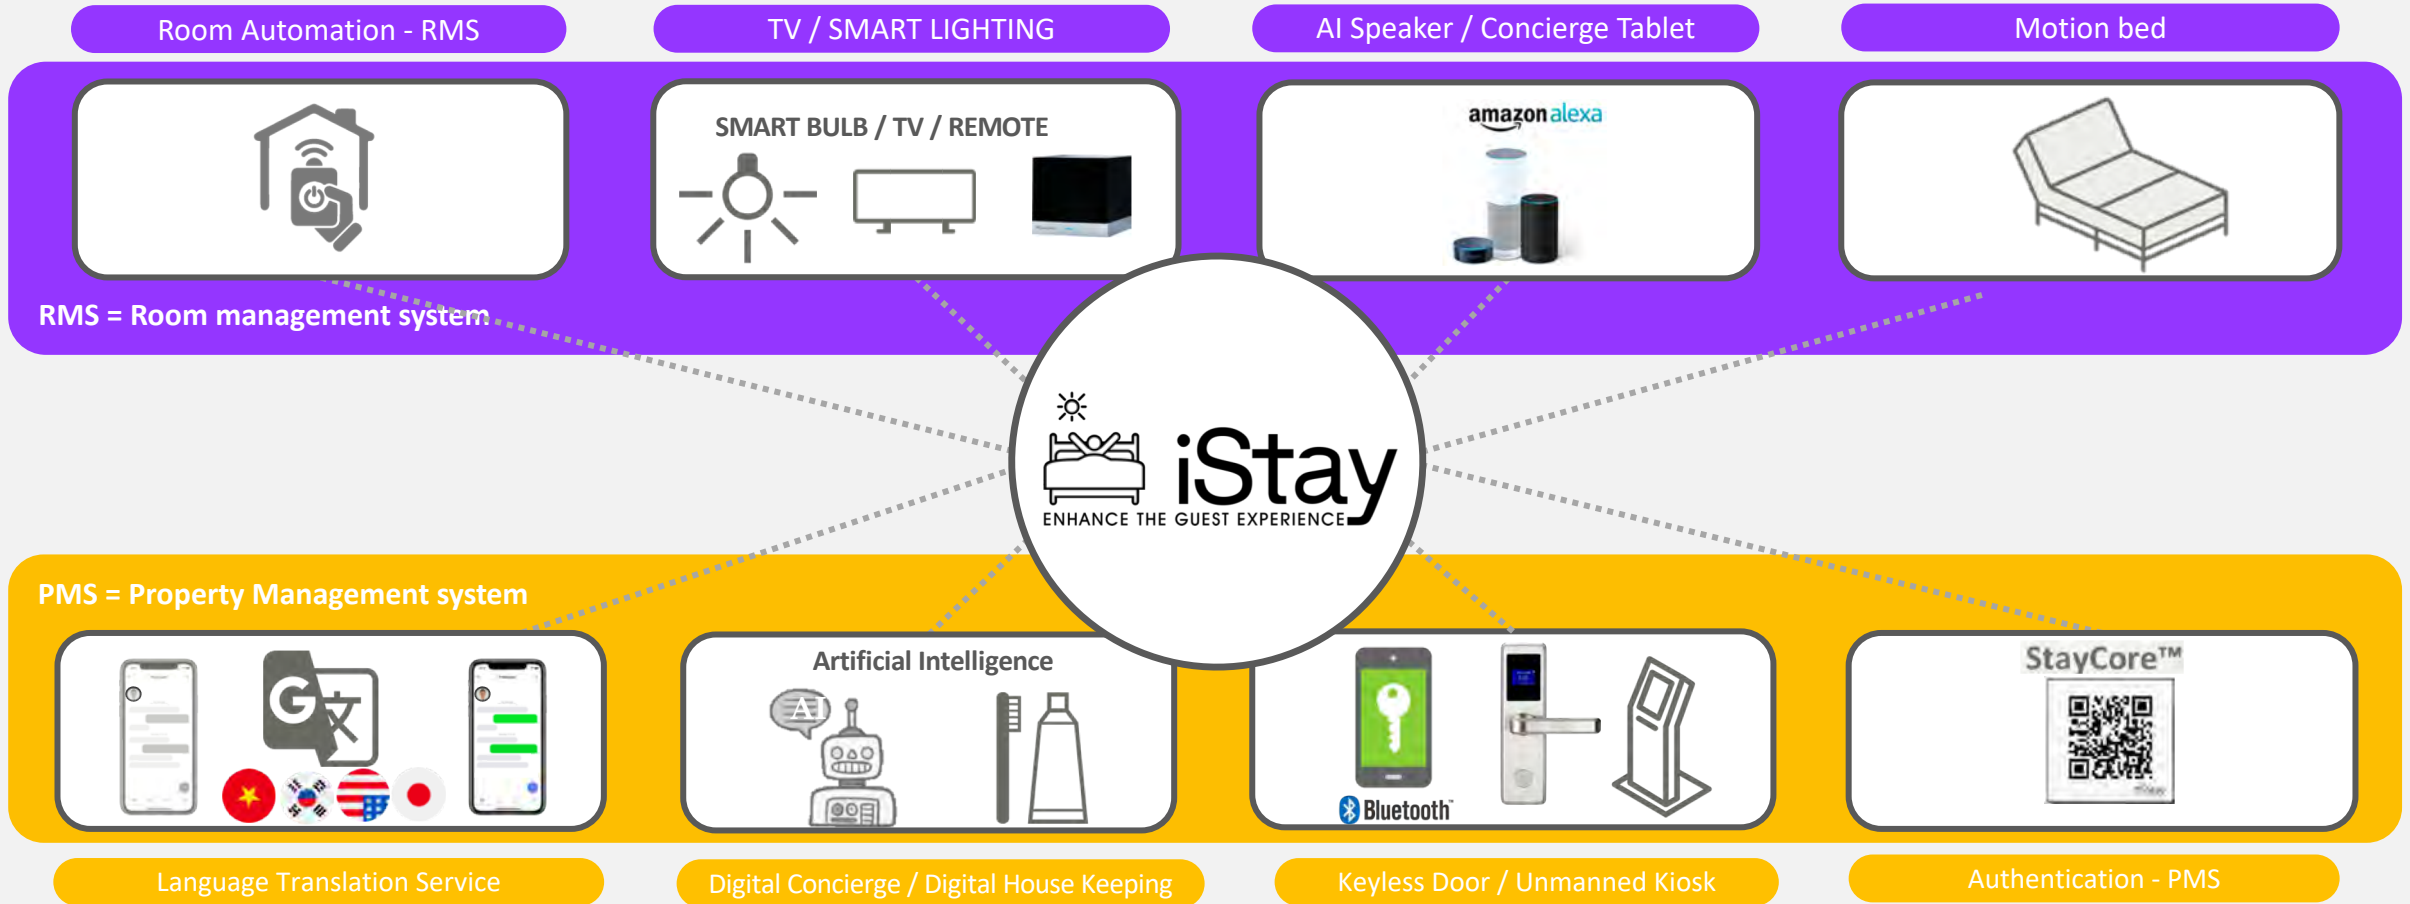 Room Automation - RMS
TV / SMART LIGHTING
AI Speaker / Concierge Tablet
Motion bed
SMART BULB / TV / REMOTE
amazon alexa
RMS = Room management system
iStay
ENHANCE THE GUEST EXPERIENCE
PMS = Property Management system
G
文
Artificial Intelligence
AI
Bluetooth™
StayCore™
Language Translation Service
Digital Concierge / Digital House Keeping
Keyless Door / Unmanned Kiosk
Authentication - PMS